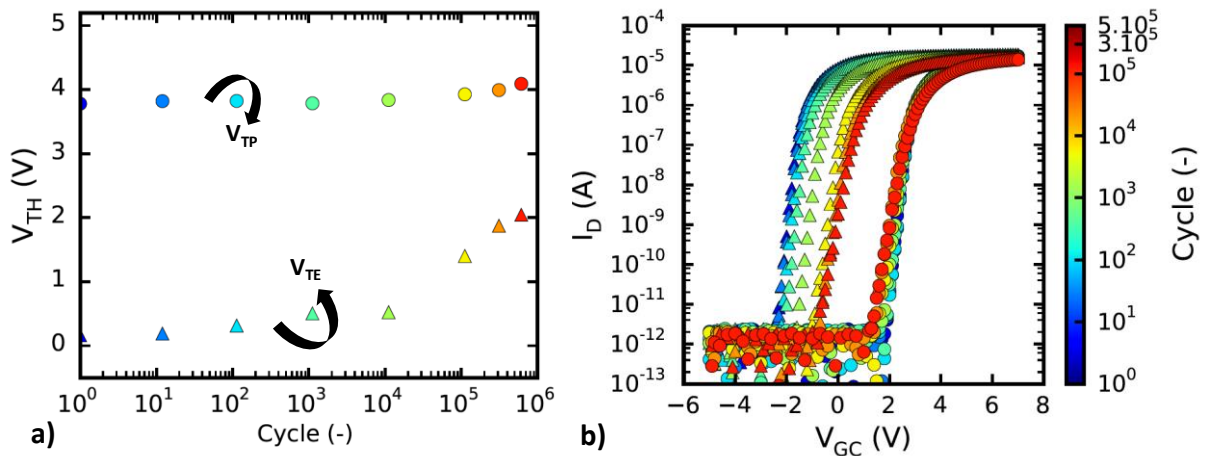 5
4
3
2
1
0
V_TH (V)
V_TP
V_TE
10^0 10^1 10^2 10^3 10^4 10^5 10^6
Cycle (-)
a)
10^-4
10^-5
10^-6
10^-7
10^-8
10^-9
10^-10
10^-11
10^-12
10^-13
I_D (A)
−6 −4 −2 0 2 4 6 8
V_GC (V)
b)
5.10^5
3.10^5
10^5
10^4
10^3
10^2
10^1
10^0
Cycle (-)